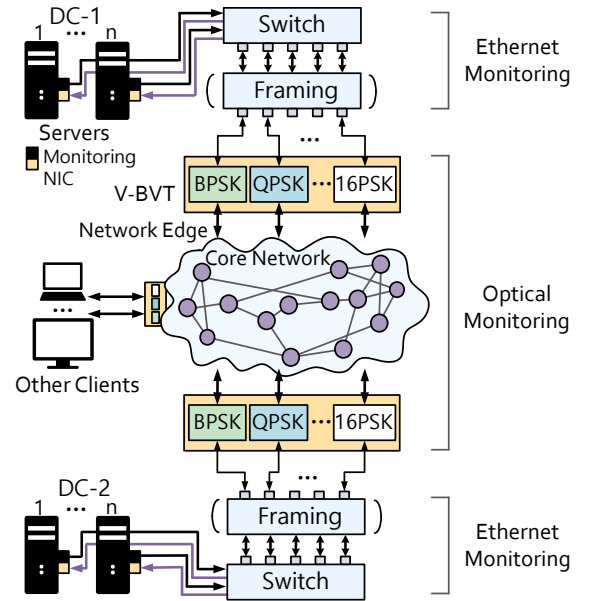 DC-1
1 ... n
Switch
Framing
( )
Ethernet
Monitoring
Servers
Monitoring
NIC
...
V-BVT
BPSK QPSK ... 16PSK
Network Edge
Core Network
...
Other Clients
Optical
Monitoring
BPSK QPSK ... 16PSK
...
DC-2
1 ... n
Framing
( )
Switch
Ethernet
Monitoring